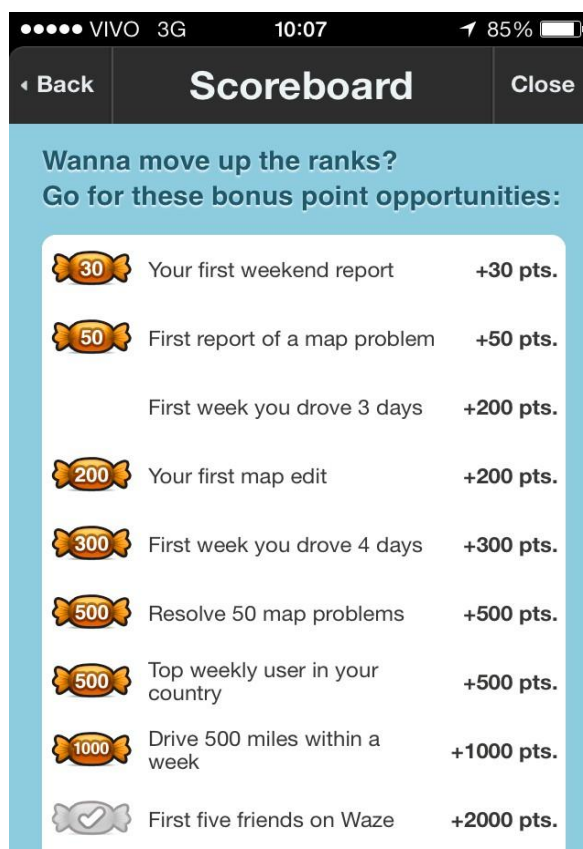 VIVO 3G 10:07 85%
Back Scoreboard Close
Wanna move up the ranks?
Go for these bonus point opportunities:
30 Your first weekend report +30 pts.
50 First report of a map problem +50 pts.
First week you drove 3 days +200 pts.
200 Your first map edit +200 pts.
300 First week you drove 4 days +300 pts.
500 Resolve 50 map problems +500 pts.
500 Top weekly user in your
country +500 pts.
1000 Drive 500 miles within a
week +1000 pts.
First five friends on Waze +2000 pts.